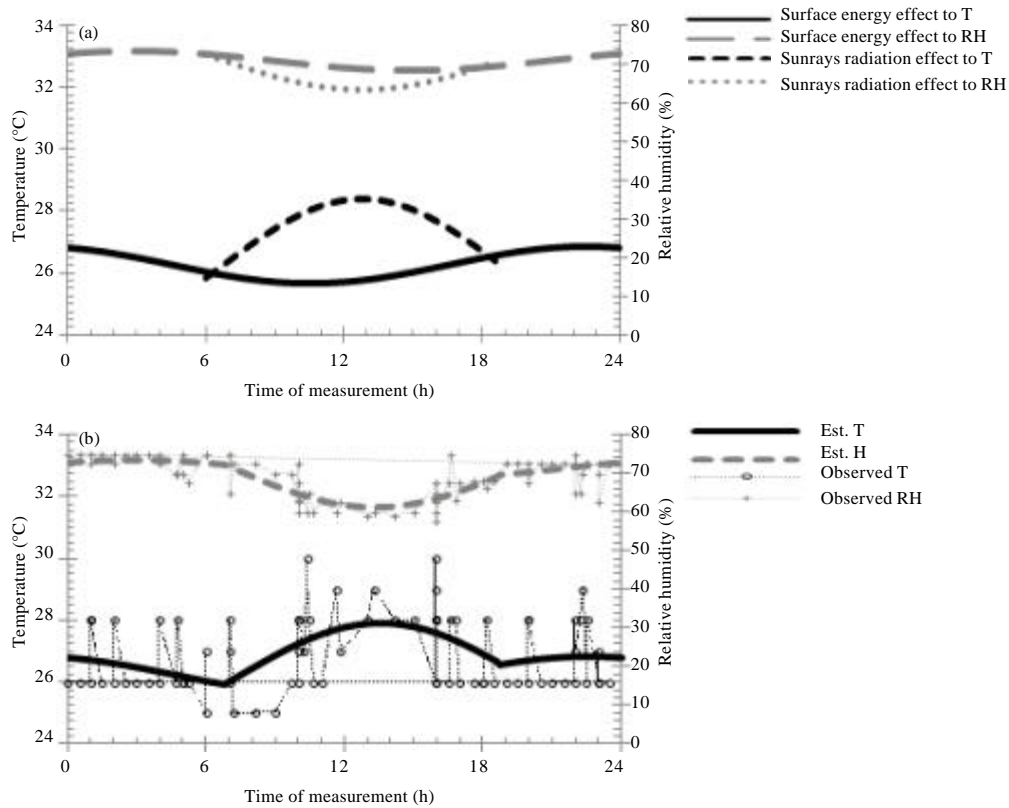 (a)
34
32
30
28
26
24
Temperature (°C)
80
70
60
50
40
30
20
10
0
Relative humidity (%)
0 6 12 18 24
Time of measurement (h)
Surface energy effect to T
Surface energy effect to RH
Sunrays radiation effect to T
Sunrays radiation effect to RH
(b)
34
32
30
28
26
24
Temperature (°C)
80
70
60
50
40
30
20
10
0
Relative humidity (%)
0 6 12 18 24
Time of measurement (h)
Est. T
Est. H
Observed T
Observed RH